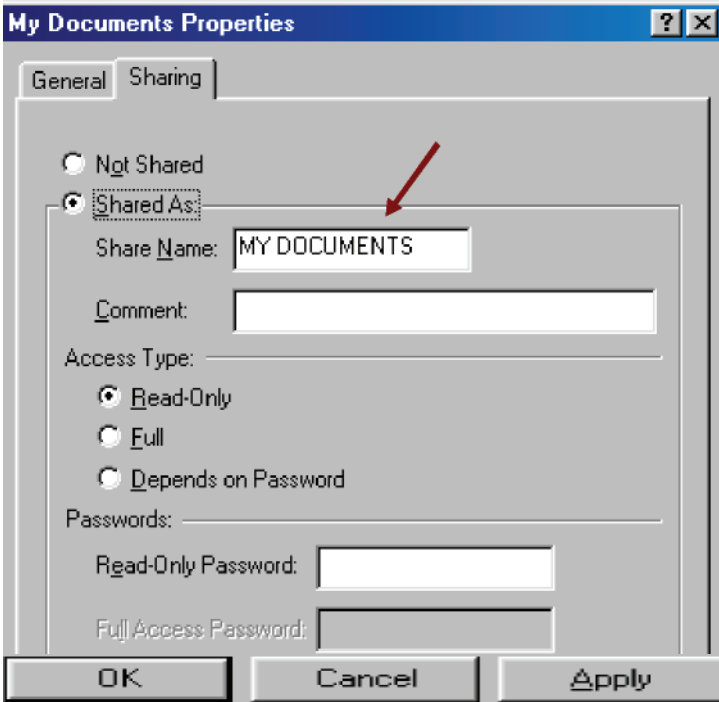 My Documents Properties
General Sharing
Not Shared
Shared As:
Share Name: MY DOCUMENTS
Comment:
Access Type:
Read-Only
Full
Depends on Password
Passwords:
Read-Only Password:
Full Access Password:
OK Cancel Apply